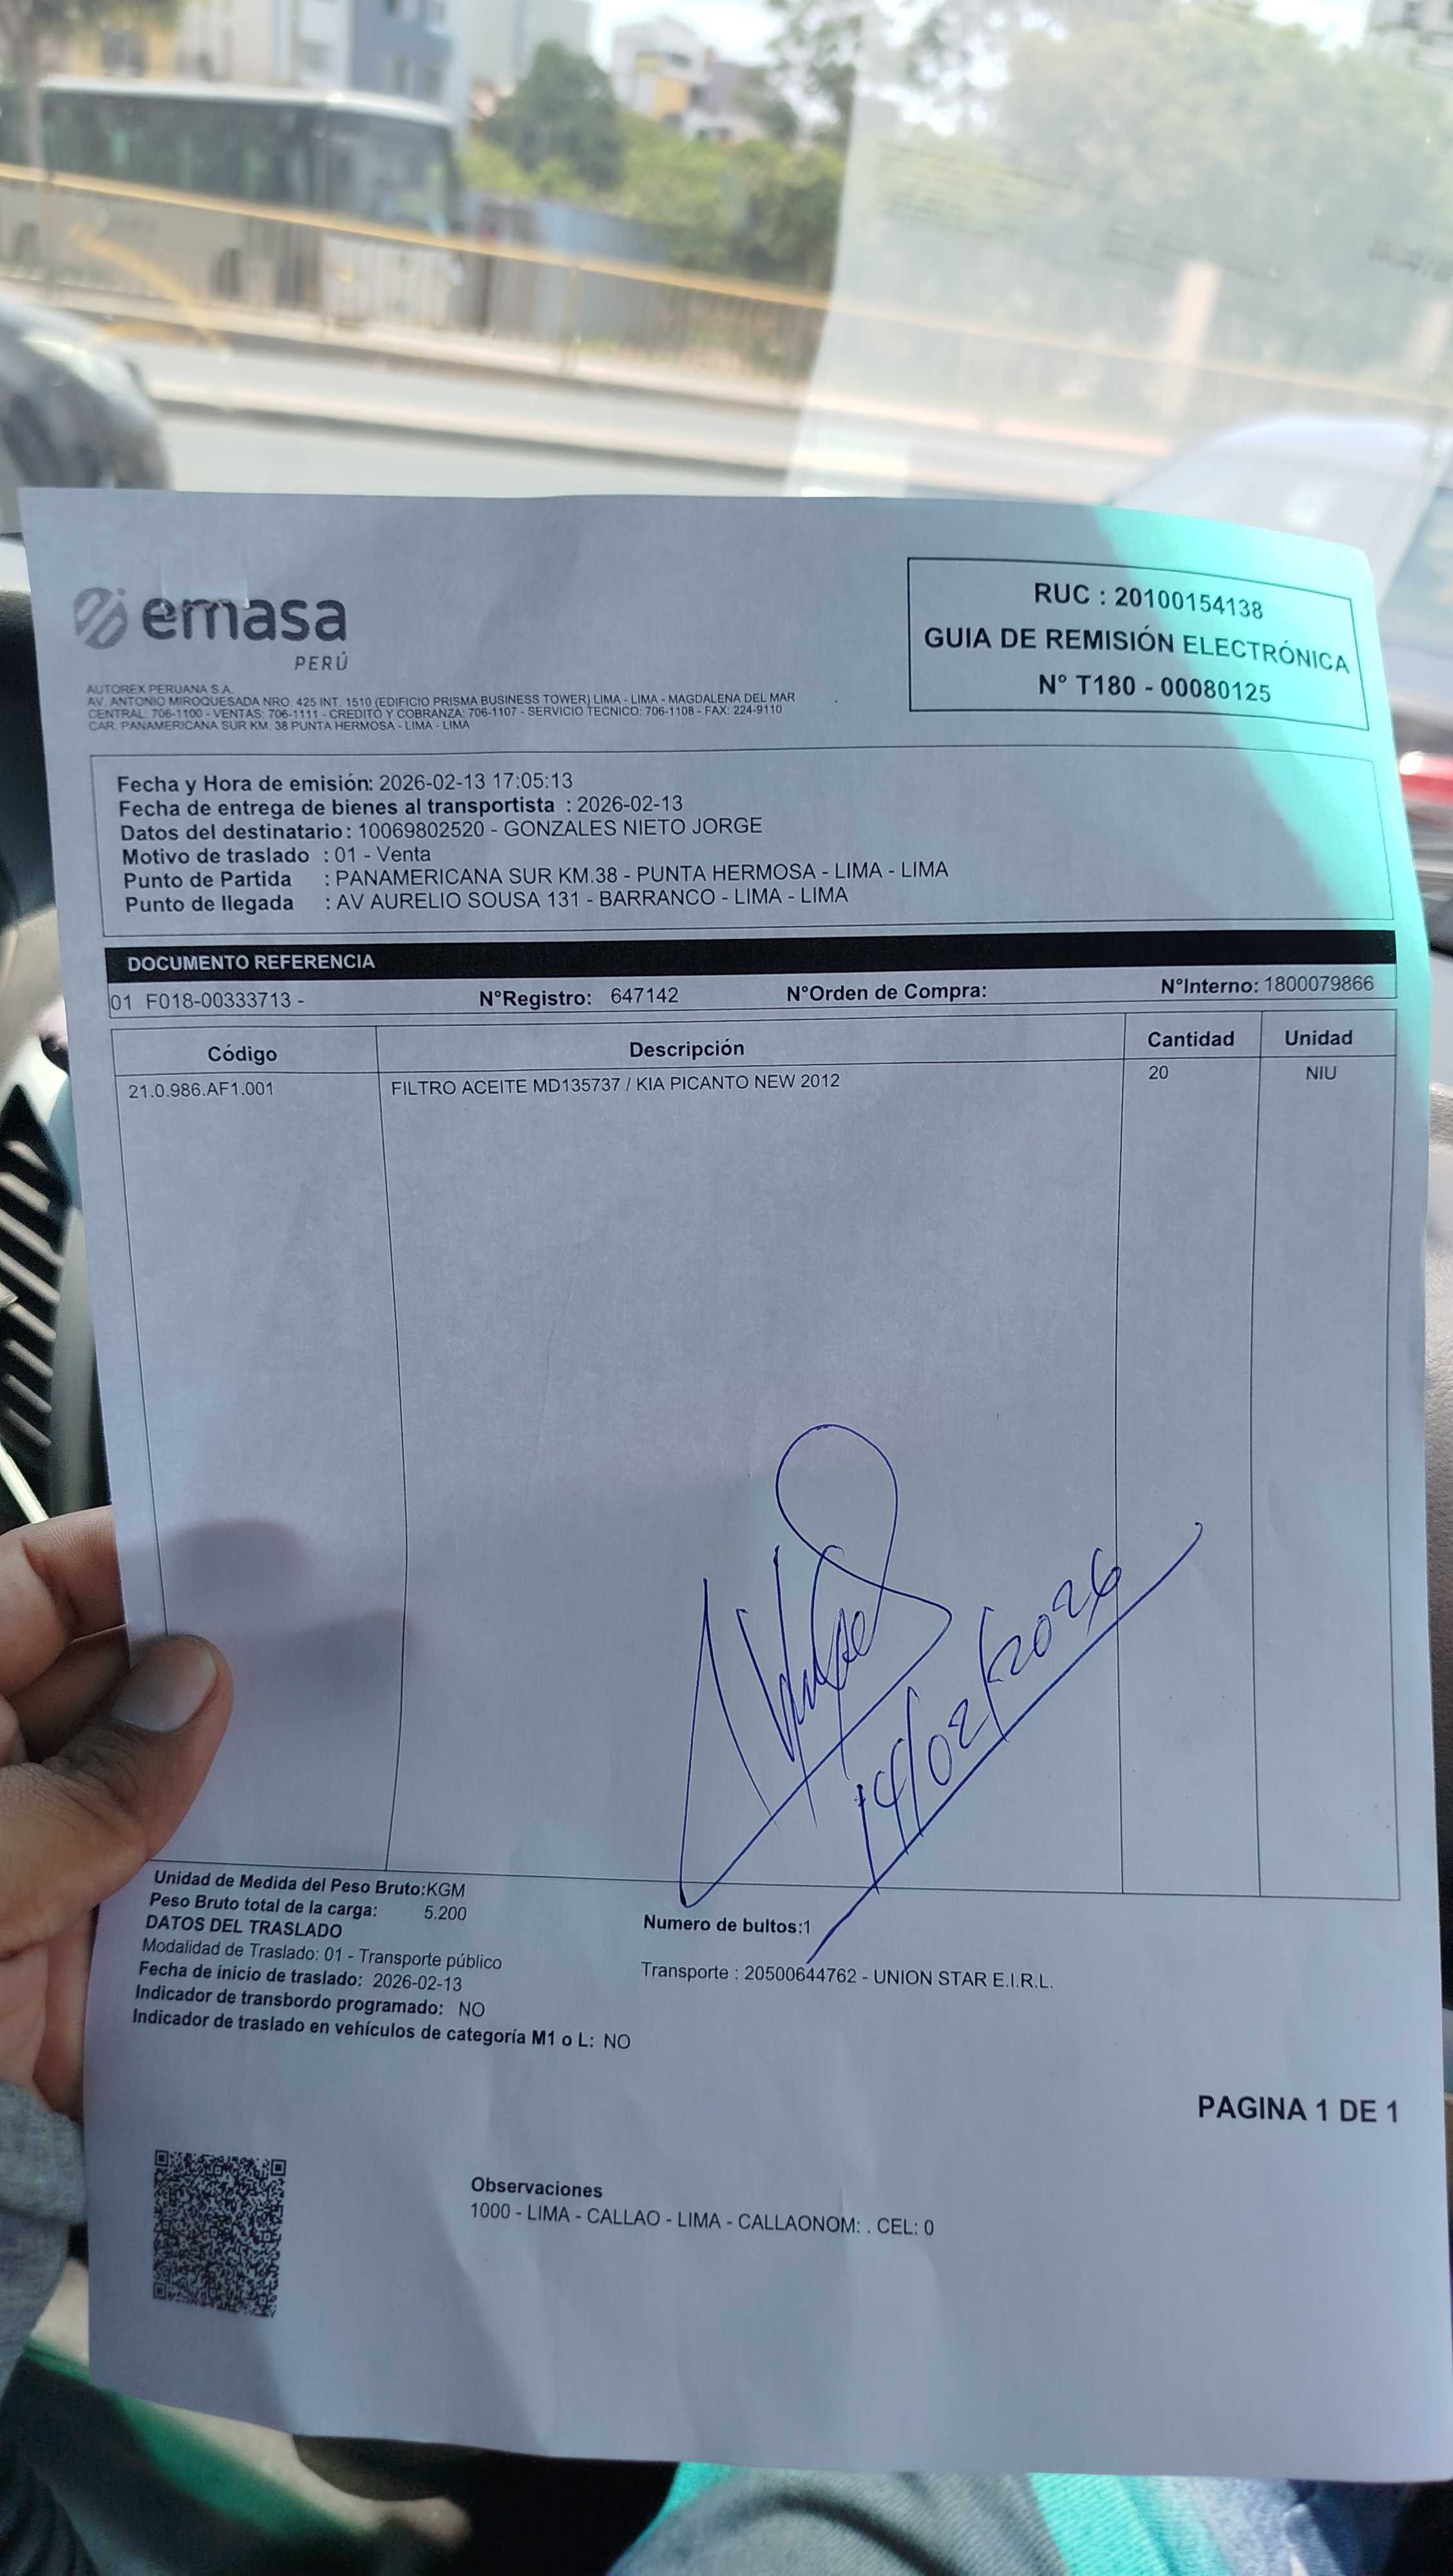 emasa
PERÚ
AUTOREX PERUANA S.A.
AV. ANTONIO MIROQUESADA NRO. 425 INT. 1510 (EDIFICIO PRISMA BUSINESS TOWER) LIMA - LIMA - MAGDALENA DEL MAR
CENTRAL: 706-1100 - VENTAS: 706-1111 - CREDITO Y COBRANZA: 706-1107 - SERVICIO TECNICO: 706-1108 - FAX: 224-9110
CAR. PANAMERICANA SUR KM. 38 PUNTA HERMOSA - LIMA - LIMA
RUC : 20100154138
GUIA DE REMISIÓN ELECTRÓNICA
N° T180 - 00080125
Fecha y Hora de emisión: 2026-02-13 17:05:13
Fecha de entrega de bienes al transportista : 2026-02-13
Datos del destinatario: 10069802520 - GONZALES NIETO JORGE
Motivo de traslado : 01 - Venta
Punto de Partida : PANAMERICANA SUR KM.38 - PUNTA HERMOSA - LIMA - LIMA
Punto de llegada : AV AURELIO SOUSA 131 - BARRANCO - LIMA - LIMA
DOCUMENTO REFERENCIA
01 F018-00333713 - N°Registro: 647142 N°Orden de Compra: N°Interno: 1800079866
Código Descripción Cantidad Unidad
21.0.986.AF1.001 FILTRO ACEITE MD135737 / KIA PICANTO NEW 2012 20 NIU
14/02/2026
Unidad de Medida del Peso Bruto:KGM
Peso Bruto total de la carga: 5.200
Numero de bultos:1
DATOS DEL TRASLADO
Modalidad de Traslado: 01 - Transporte público
Transporte : 20500644762 - UNION STAR E.I.R.L.
Fecha de inicio de traslado: 2026-02-13
Indicador de transbordo programado: NO
Indicador de traslado en vehículos de categoría M1 o L: NO
PAGINA 1 DE 1
Observaciones
1000 - LIMA - CALLAO - LIMA - CALLAONOM: . CEL: 0